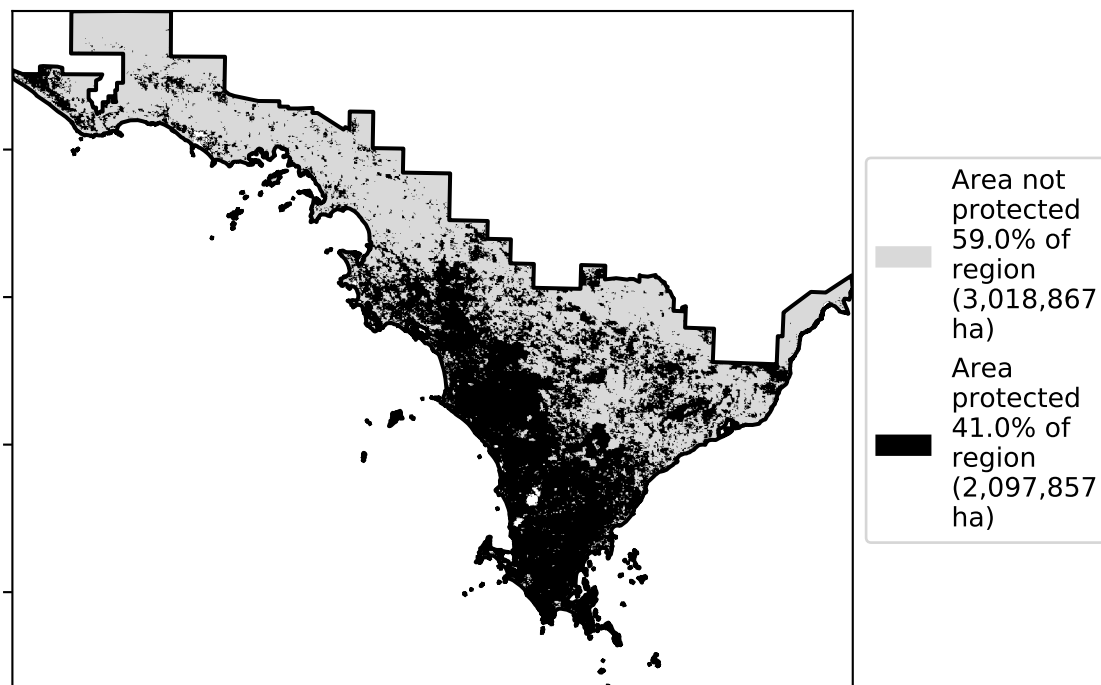 Area not
protected
59.0% of
region
(3,018,867
ha)
Area
protected
41.0% of
region
(2,097,857
ha)